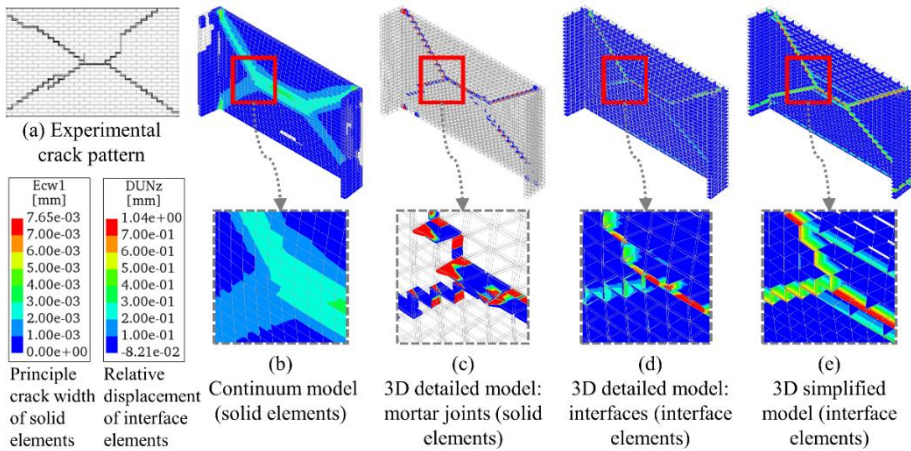 (a) Experimental
crack pattern
Ecw1
[mm]
7.65e-03
7.00e-03
6.00e-03
5.00e-03
4.00e-03
3.00e-03
2.00e-03
1.00e-03
0.00e+00
DUNz
[mm]
1.04e+00
7.00e-01
6.00e-01
5.00e-01
4.00e-01
3.00e-01
2.00e-01
1.00e-01
-8.21e-02
Principle
crack width
of solid
elements
Relative
displacement
of interface
elements
(b)
Continuum model
(solid elements)
(c)
3D detailed model:
mortar joints (solid
elements)
(d)
3D detailed model:
interfaces (interface
elements)
(e)
3D simplified
model (interface
elements)